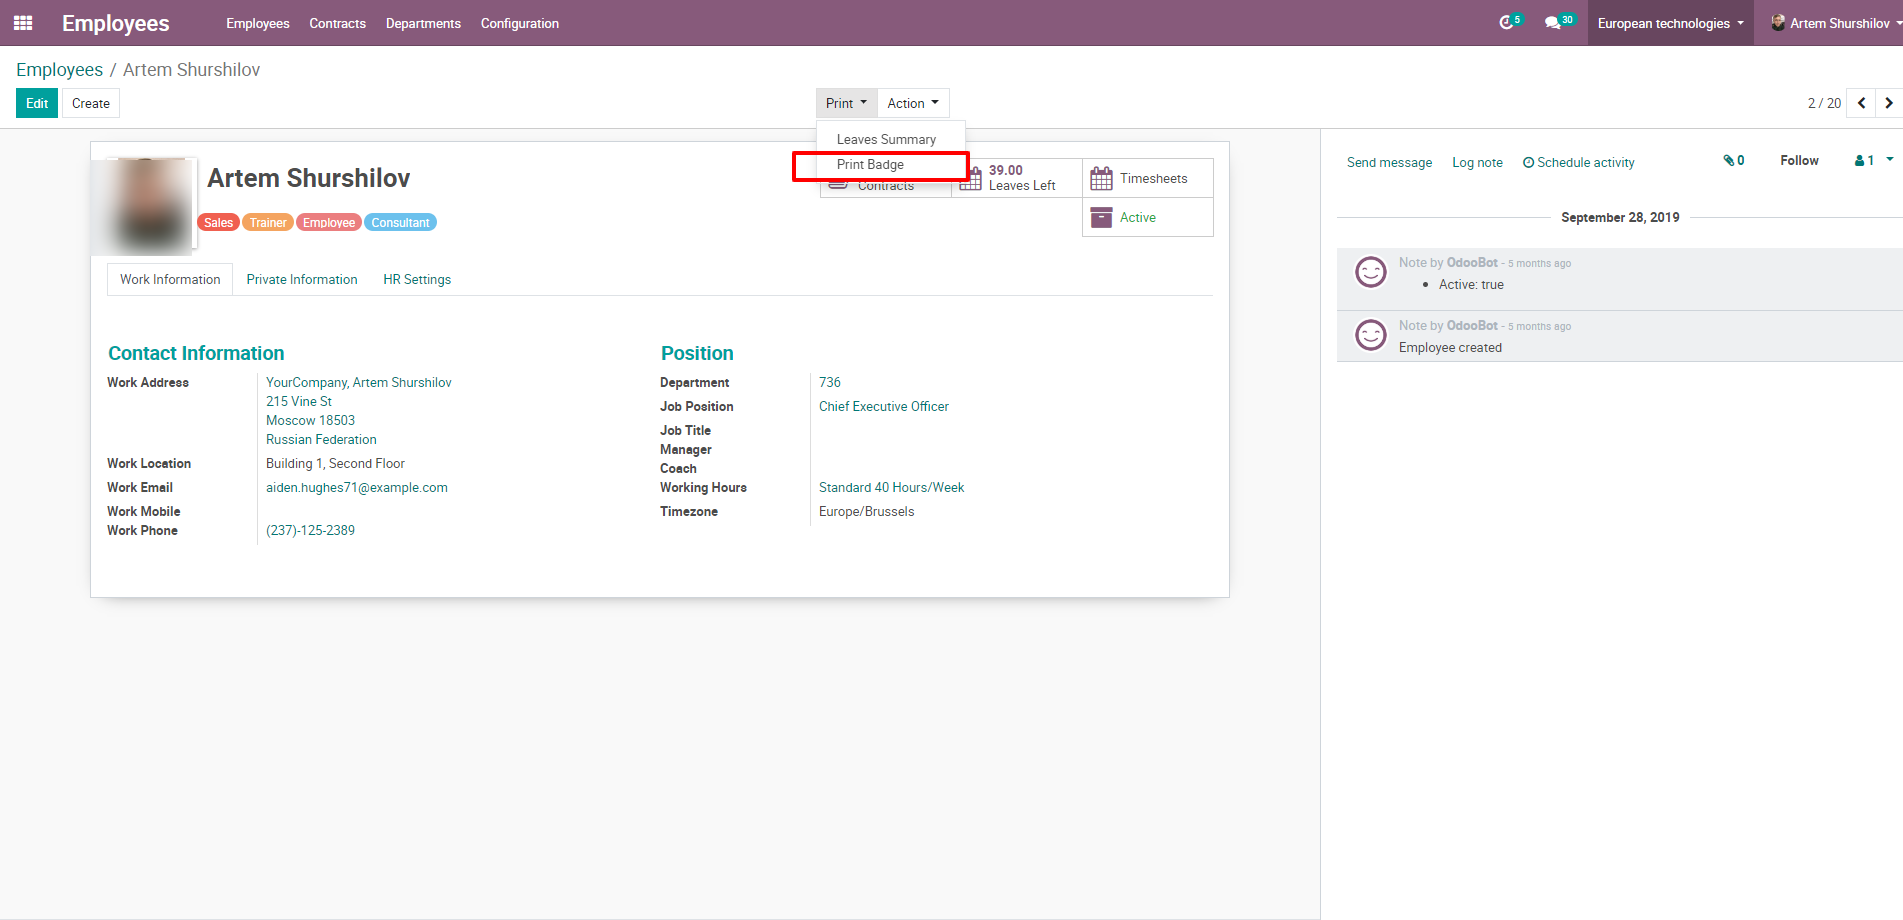 Employees
Employees Contracts Departments Configuration
5 30 European technologies Artem Shurshilov
Employees / Artem Shurshilov
Edit Create
Print Action
2 / 20
Leaves Summary
Print Badge
Artem Shurshilov
Sales Trainer Employee Consultant
Contracts
39.00
Leaves Left
Timesheets
Active
Work Information Private Information HR Settings
Contact Information
Work Address YourCompany, Artem Shurshilov
215 Vine St
Moscow 18503
Russian Federation
Work Location Building 1, Second Floor
Work Email aiden.hughes71@example.com
Work Mobile
Work Phone (237)-125-2389
Position
Department 736
Job Position Chief Executive Officer
Job Title
Manager
Coach
Working Hours Standard 40 Hours/Week
Timezone Europe/Brussels
Send message Log note Schedule activity 0 Follow 1
September 28, 2019
Note by OdooBot - 5 months ago
Active: true
Note by OdooBot - 5 months ago
Employee created